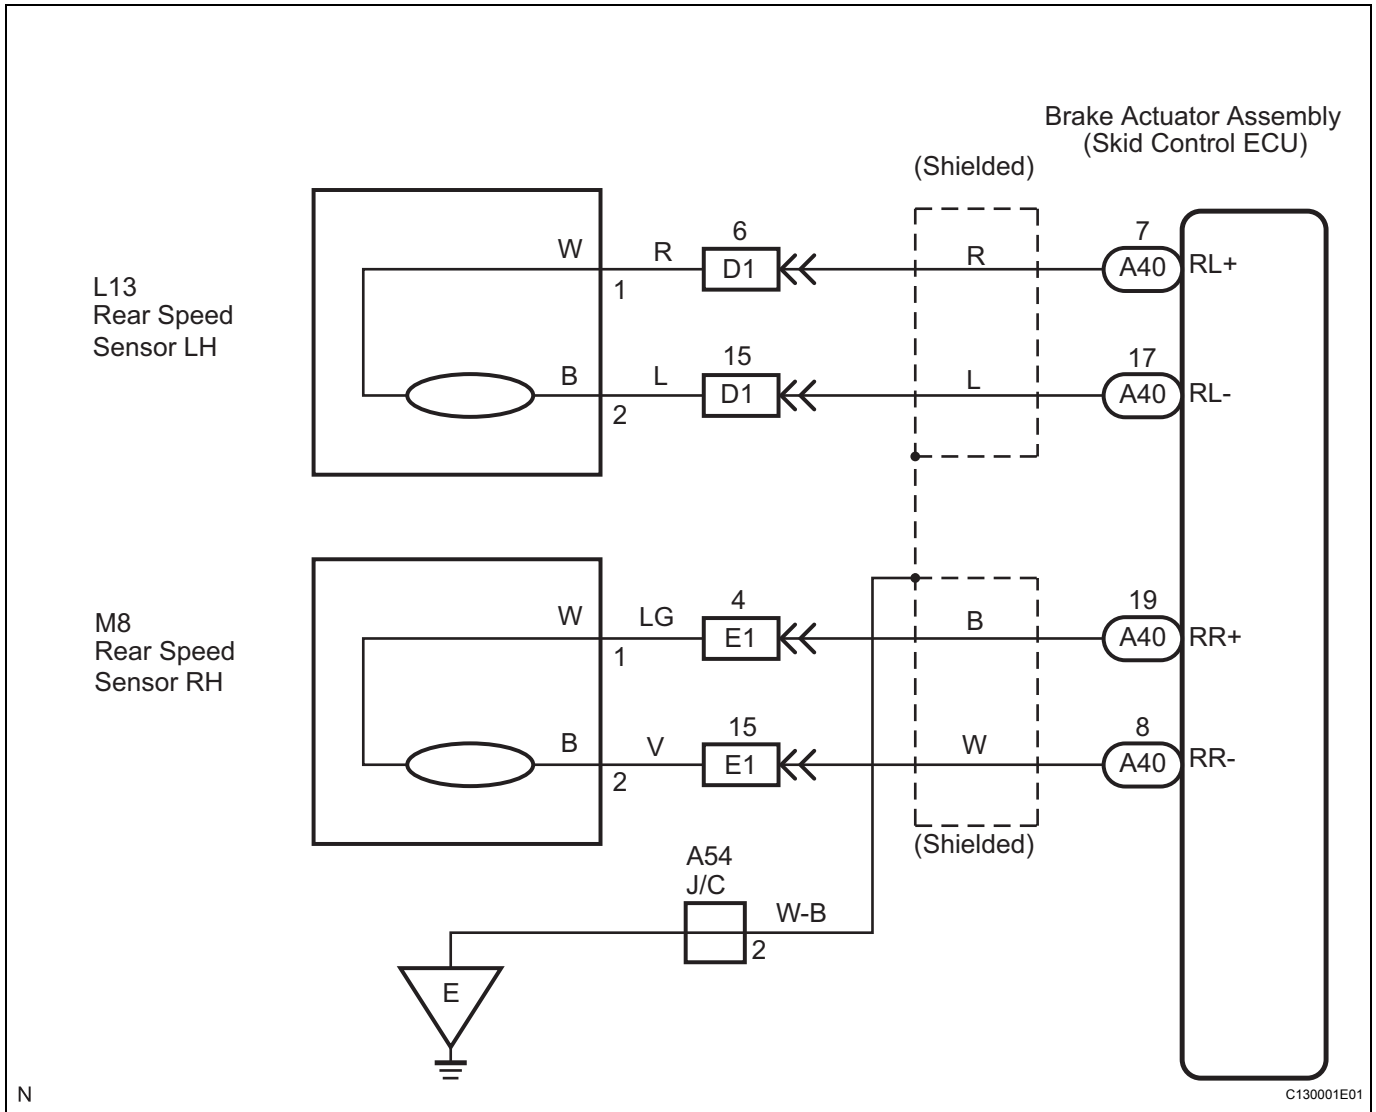 Brake Actuator Assembly
(Skid Control ECU)
(Shielded)
L13
Rear Speed
Sensor LH
W
1
R
6
D1
R
7
A40
RL+
B
2
L
15
D1
L
17
A40
RL-
M8
Rear Speed
Sensor RH
W
1
LG
4
E1
B
19
A40
RR+
B
2
V
15
E1
W
8
A40
RR-
(Shielded)
A54
J/C
W-B
2
E
N
C130001E01